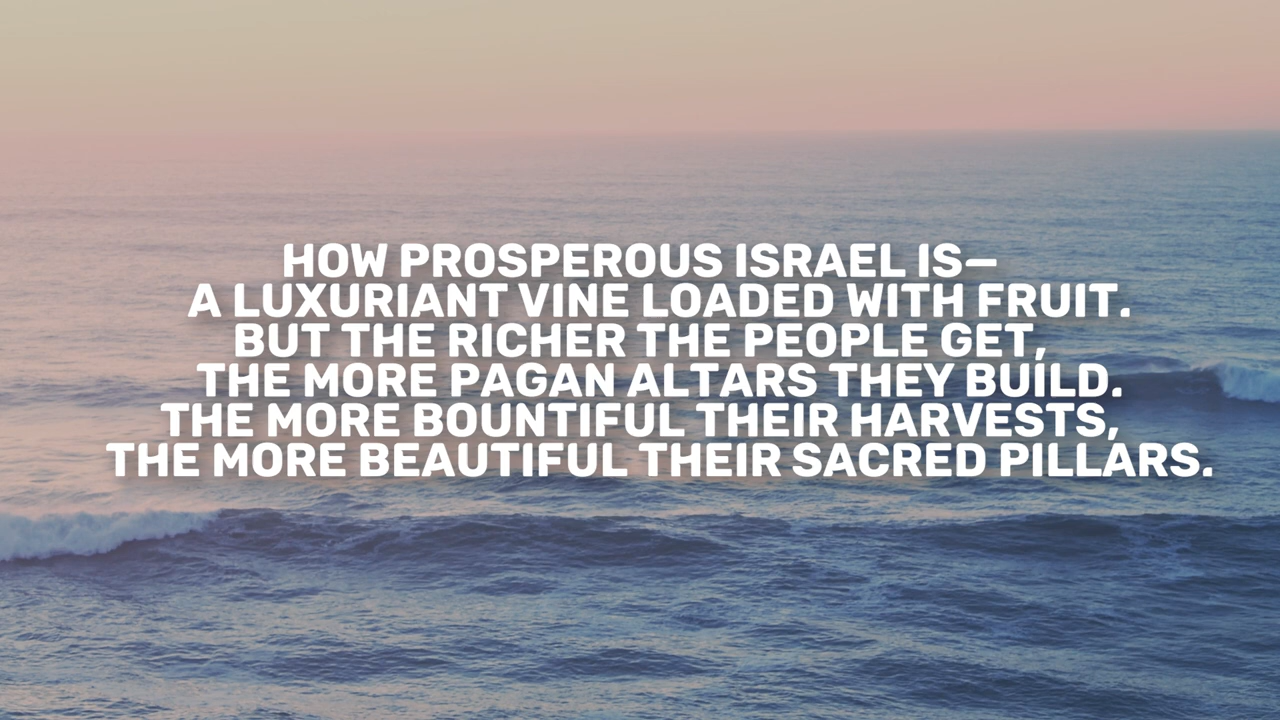 HOW PROSPEROUS ISRAEL IS—
A LUXURIANT VINE LOADED WITH FRUIT.
BUT THE RICHER THE PEOPLE GET,
THE MORE PAGAN ALTARS THEY BUILD.
THE MORE BOUNTIFUL THEIR HARVESTS,
THE MORE BEAUTIFUL THEIR SACRED PILLARS.